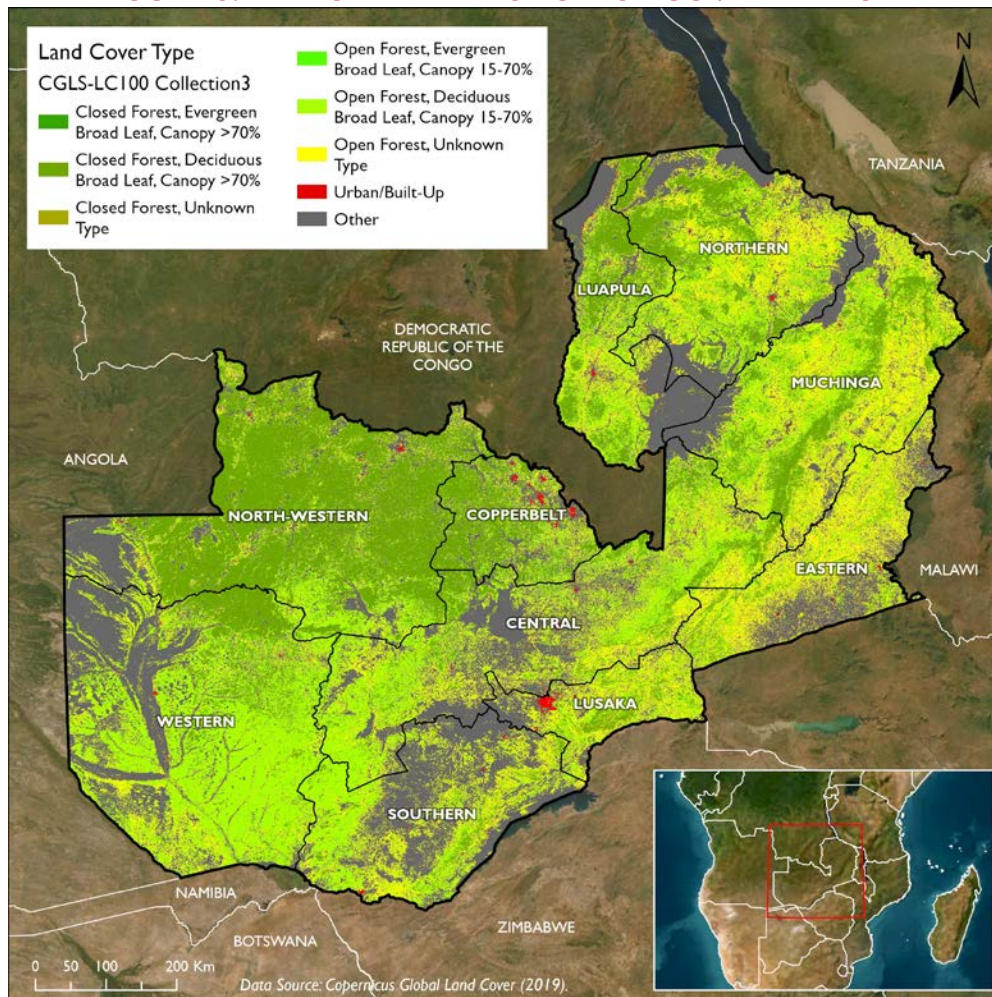 Land Cover Type
CGLS-LC100 Collection3
Closed Forest, Evergreen
Broad Leaf, Canopy >70%
Closed Forest, Deciduous
Broad Leaf, Canopy >70%
Closed Forest, Unknown
Type
Open Forest, Evergreen
Broad Leaf, Canopy 15-70%
Open Forest, Deciduous
Broad Leaf, Canopy 15-70%
Open Forest, Unknown
Type
Urban/Built-Up
Other
N
TANZANIA
NORTHERN
LUAPULA
DEMOCRATIC
REPUBLIC OF THE
CONGO
MUCHINGA
ANGOLA
NORTH-WESTERN
COPPERBELT
EASTERN
MALAWI
CENTRAL
LUSAKA
WESTERN
SOUTHERN
NAMIBIA
ZIMBABWE
BOTSWANA
0 50 100 200 Km
Data Source: Copernicus Global Land Cover (2019).